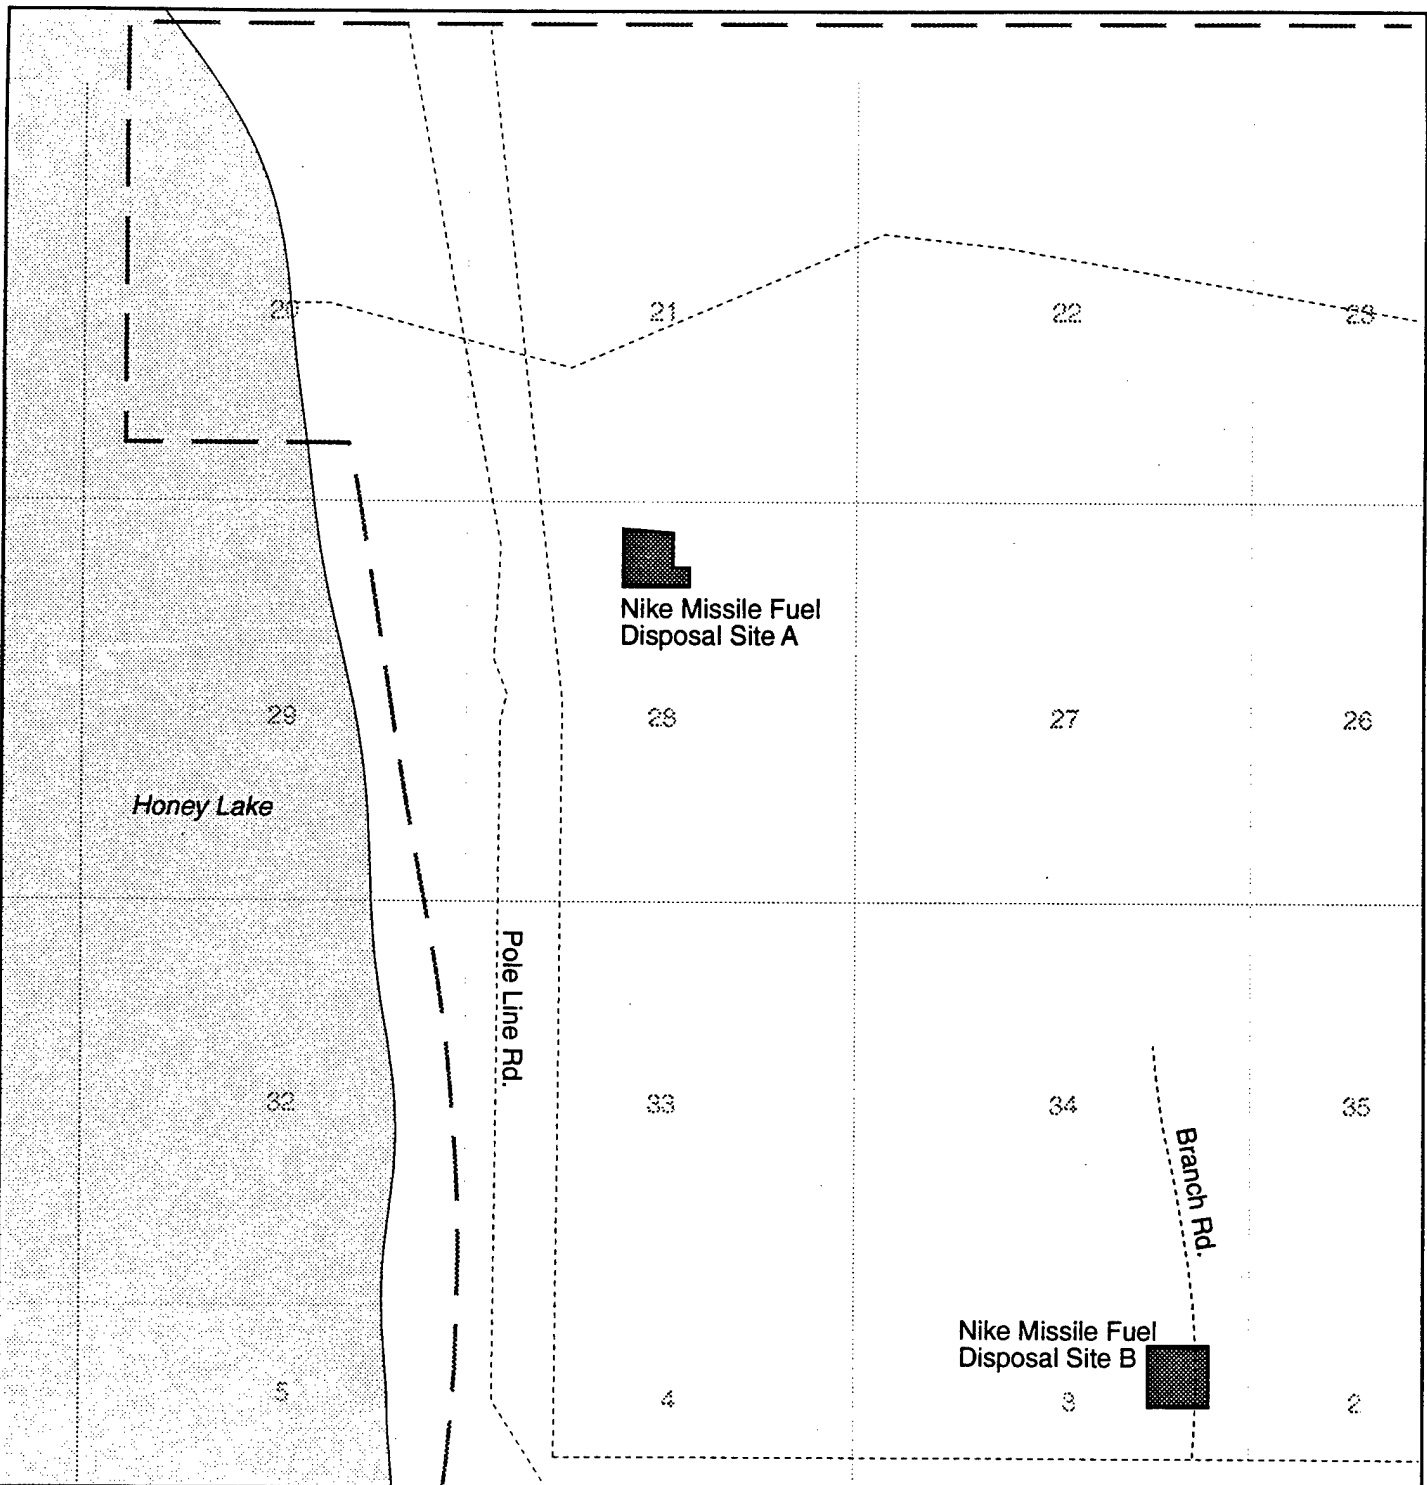 20
21
22
23
Nike Missile Fuel
Disposal Site A
29
28
27
26
Honey Lake
Pole Line Rd.
32
33
34
35
Branch Rd.
Nike Missile Fuel
Disposal Site B
5
4
3
2